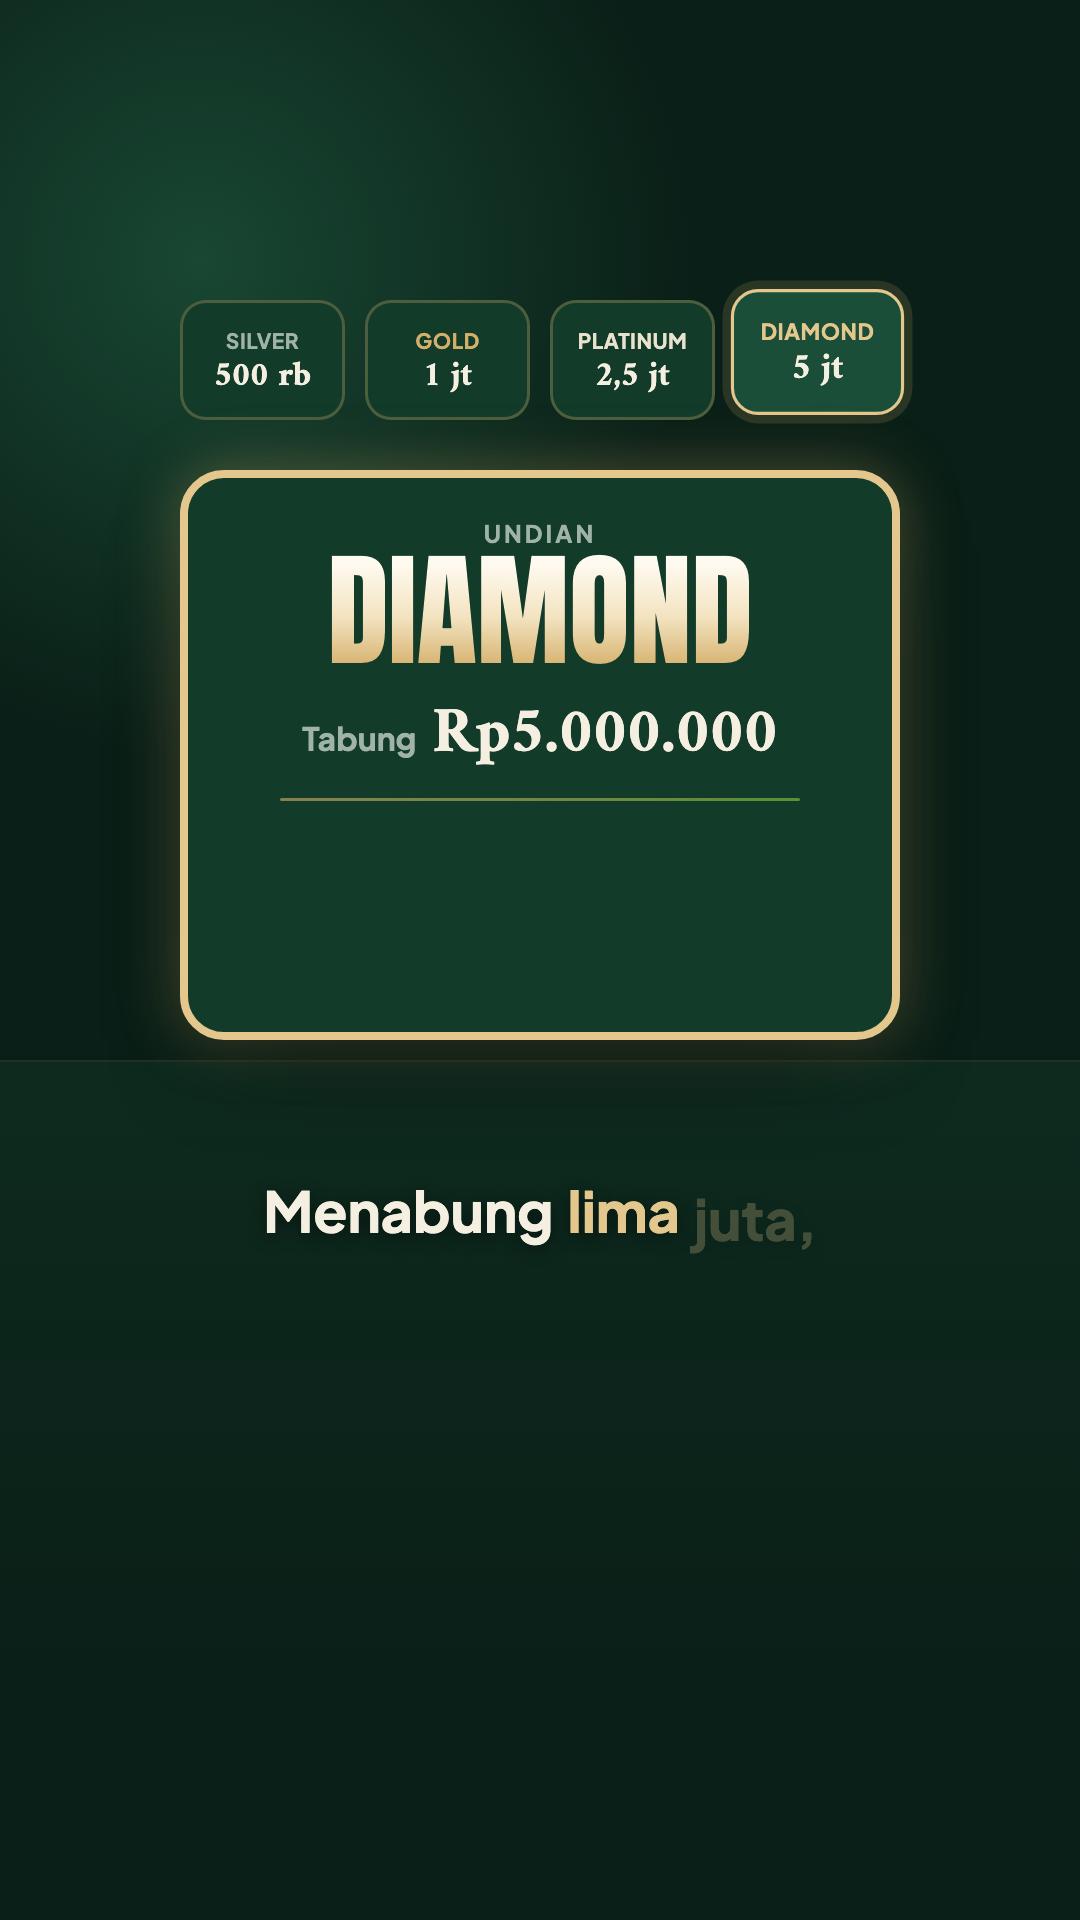 SILVER
500 rb
GOLD
1 jt
PLATINUM
2,5 jt
DIAMOND
5 jt
UNDIAN
DIAMOND
Tabung Rp5.000.000
Menabung lima juta,